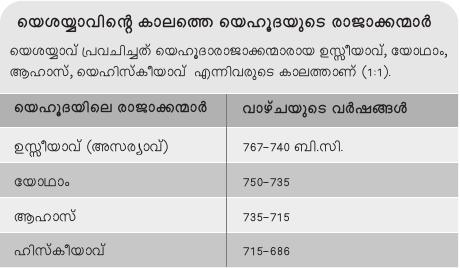 യെശയ്യാവിന്റെ കാലത്തെ യെഹൂദയുടെ രാജാക്കന്മാർ
യെശയ്യാവ് പ്രവചിച്ചത് യെഹൂദാരാജാക്കന്മാരായ ഉസ്സീയാവ്, യോഥാം,
ആഹാസ്, യെഹിസ്കീയാവ് എന്നിവരുടെ കാലത്താണ് (1:1).
യെഹൂദയിലെ രാജാക്കന്മാർ വാഴ്ചയുടെ വർഷങ്ങൾ
ഉസ്സീയാവ് (അസര്യാവ്) 767-740 ബി.സി.
യോഥാം 750-735
ആഹാസ് 735-715
ഹിസ്കീയാവ് 715-686